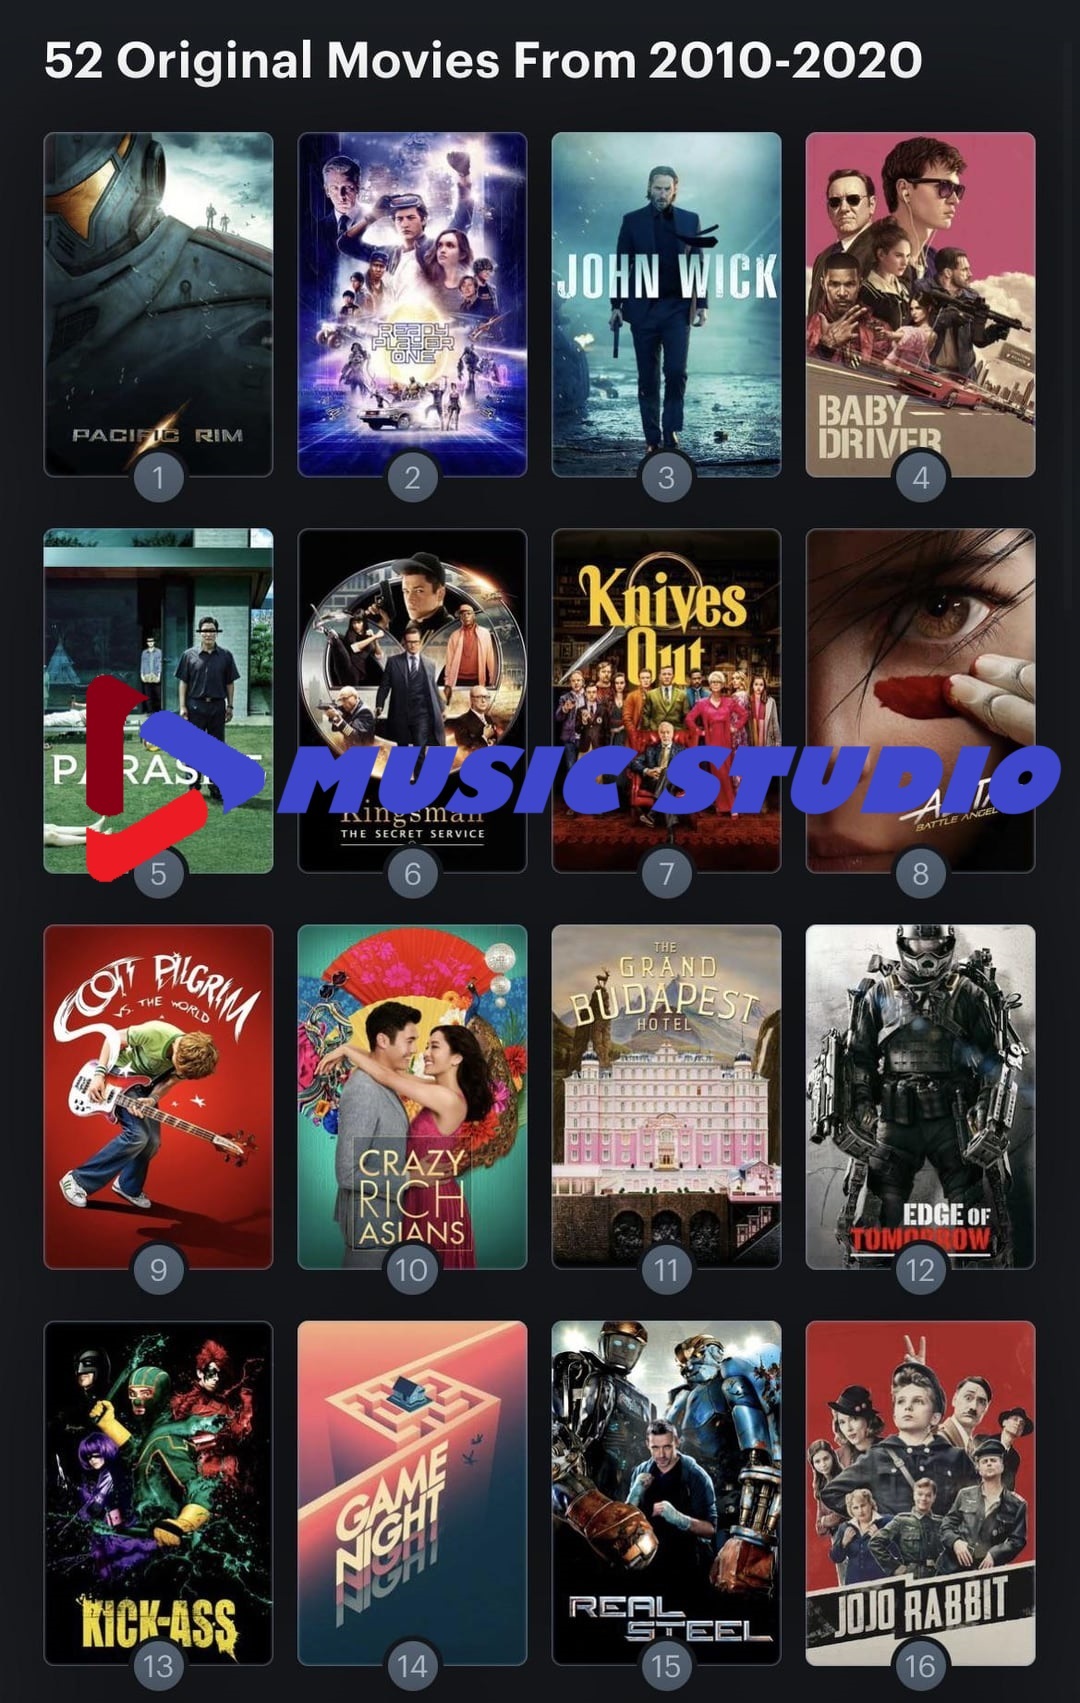 52 Original Movies From 2010-2020
PACIFIC RIM
1
READY
PLAYER
ONE
2
JOHN WICK
3
BABY
DRIVER
4
PARASITE
5
Kingsman
THE SECRET SERVICE
6
Knives
Out
7
ALITA
BATTLE ANGEL
8
MUSIC STUDIO
SCOTT PILGRIM
VS. THE WORLD
9
CRAZY
RICH
ASIANS
10
THE
GRAND
BUDAPEST
HOTEL
11
EDGE OF
TOMORROW
12
KICK-ASS
13
GAME
NIGHT
NIGHT
14
REAL
STEEL
15
JOJO RABBIT
16